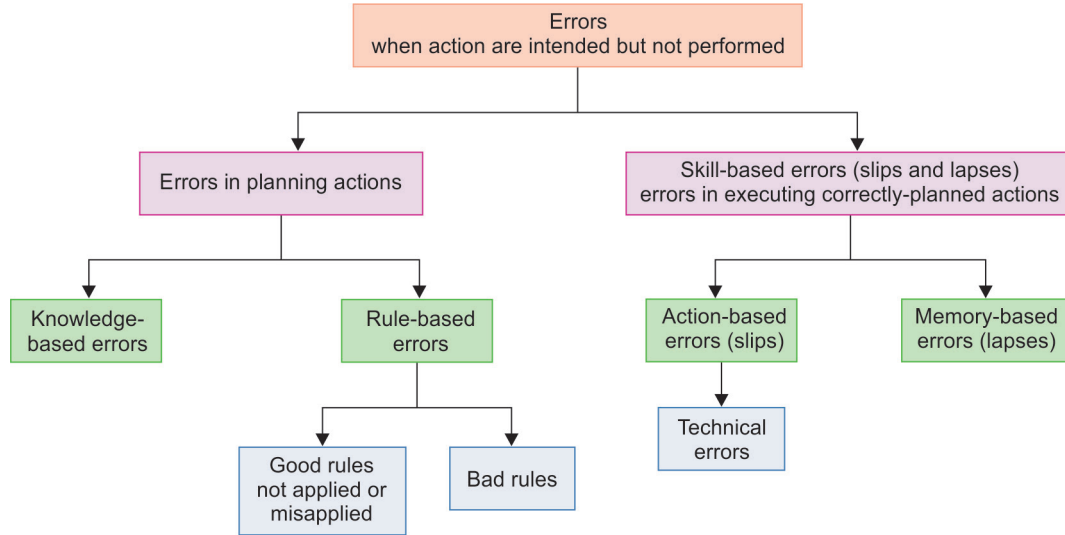 Errors
when action are intended but not performed
Errors in planning actions
Skill-based errors (slips and lapses)
errors in executing correctly-planned actions
Knowledge-
based errors
Rule-based
errors
Action-based
errors (slips)
Memory-based
errors (lapses)
Good rules
not applied or
misapplied
Bad rules
Technical
errors